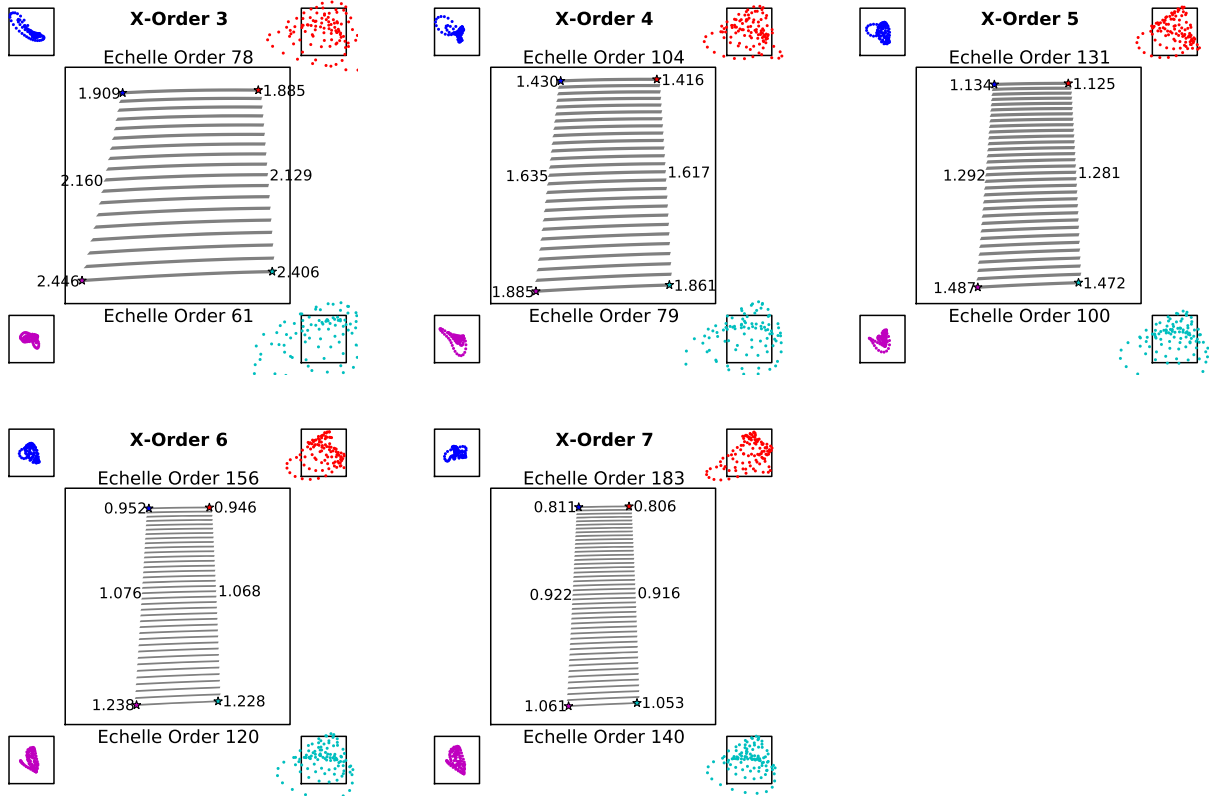 X-Order 3
Echelle Order 78
1.909 1.885
2.160 2.129
2.446 2.406
Echelle Order 61
X-Order 4
Echelle Order 104
1.430 1.416
1.635 1.617
1.885 1.861
Echelle Order 79
X-Order 5
Echelle Order 131
1.134 1.125
1.292 1.281
1.487 1.472
Echelle Order 100
X-Order 6
Echelle Order 156
0.952 0.946
1.076 1.068
1.238 1.228
Echelle Order 120
X-Order 7
Echelle Order 183
0.811 0.806
0.922 0.916
1.061 1.053
Echelle Order 140